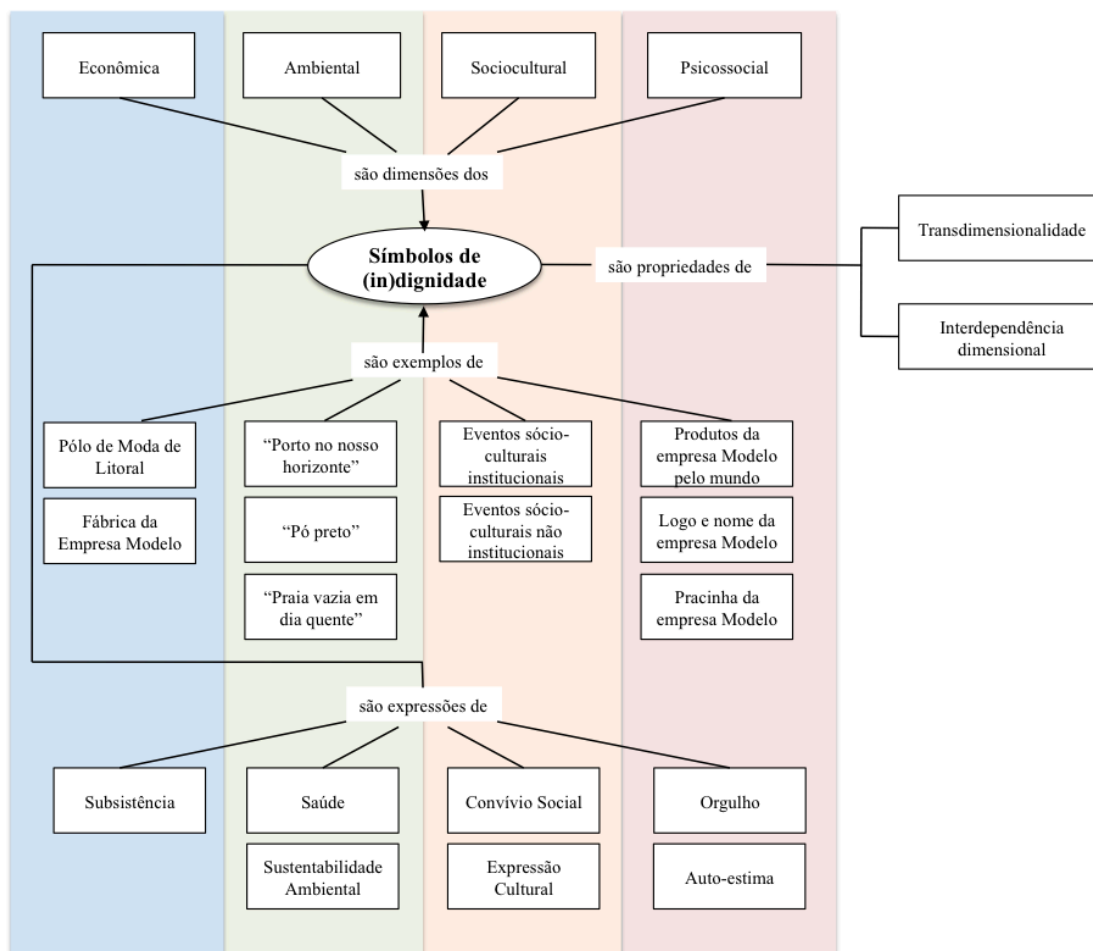 Econômica
Ambiental
Sociocultural
Psicossocial
são dimensões dos
Símbolos de
(in)dignidade
são propriedades de
Transdimensionalidade
Interdependência
dimensional
são exemplos de
Pólo de Moda de
Litoral
Fábrica da
Empresa Modelo
“Porto no nosso
horizonte”
“Pó preto”
“Praia vazia em
dia quente”
Eventos sócio-
culturais
institucionais
Eventos sócio-
culturais não
institucionais
Produtos da
empresa Modelo
pelo mundo
Logo e nome da
empresa Modelo
Pracinha da
empresa Modelo
são expressões de
Subsistência
Saúde
Sustentabilidade
Ambiental
Convívio Social
Expressão
Cultural
Orgulho
Auto-estima